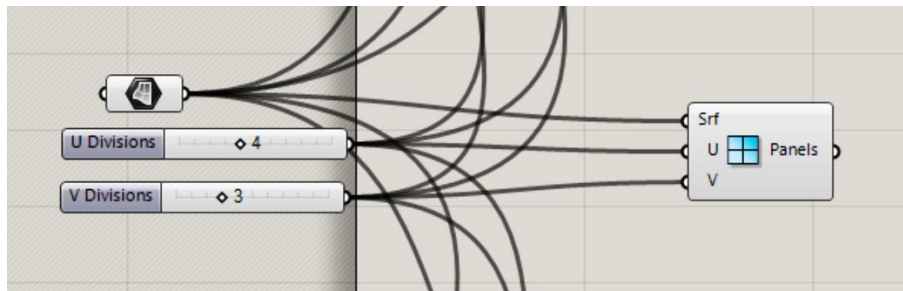 Srf
U Divisions 4
U Panels
V Divisions 3
V